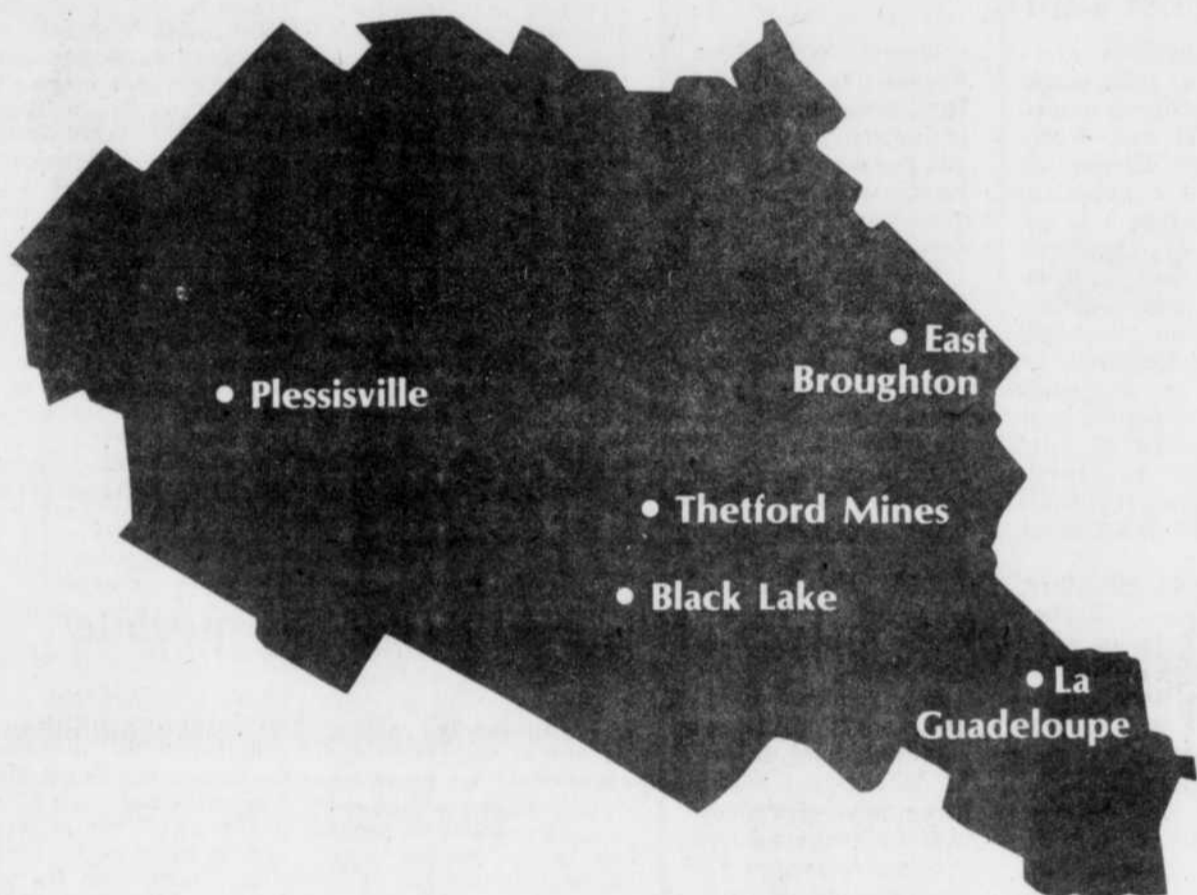 East
Broughton
Plessisville
Thetford Mines
Black Lake
La
Guadeloupe